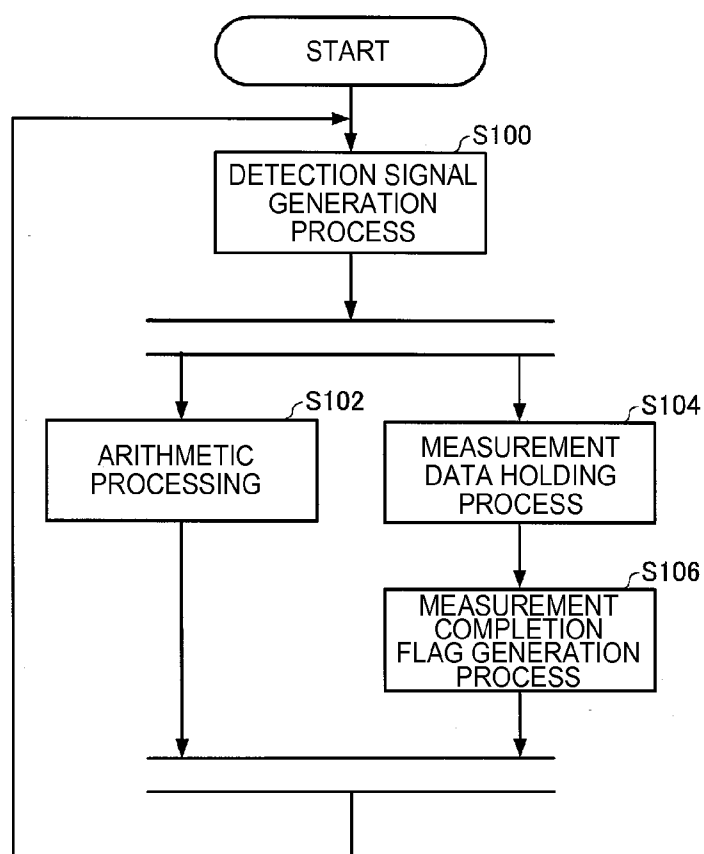 START
S100
DETECTION SIGNAL
GENERATION
PROCESS
S102
ARITHMETIC
PROCESSING
S104
MEASUREMENT
DATA HOLDING
PROCESS
S106
MEASUREMENT
COMPLETION
FLAG GENERATION
PROCESS